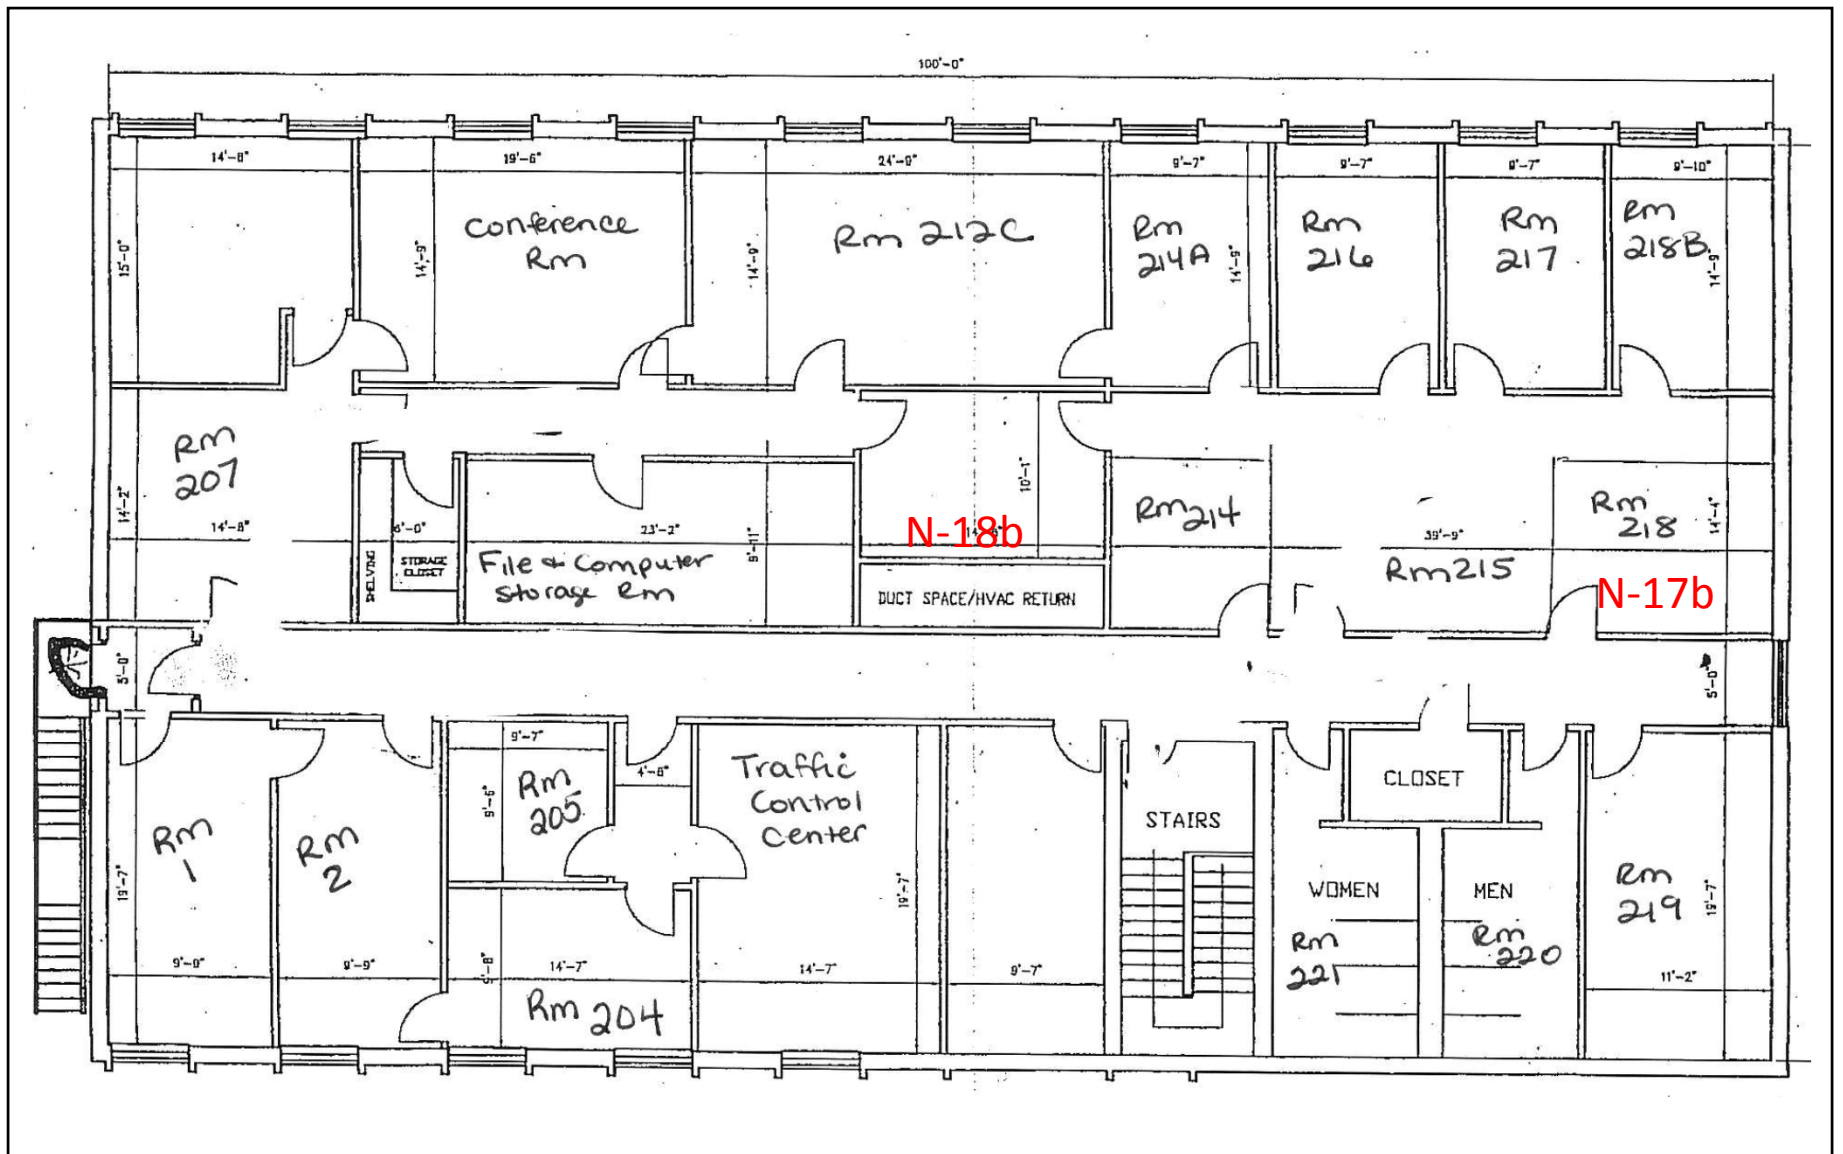 100'-0"
14'-8"
19'-6"
24'-9"
9'-7"
9'-7"
9'-7"
9'-10"
15'-0"
14'-9"
Conference
Rm
14'-9"
Rm 212C
Rm
214A
14'-9"
Rm
216
Rm
217
Rm
218B
14'-9"
Rm
207
14'-2"
14'-8"
SHELVING
6'-0"
STORAGE
CLOSET
23'-2"
File & Computer
Storage Rm
9'-11"
10'-1"
N-18b
DUCT SPACE/HVAC RETURN
Rm 214
39'-9"
Rm 215
Rm
218
14'-4"
N-17b
5'-0"
5'-0"
Rm
1
19'-7"
9'-9"
Rm
2
9'-9"
9'-7"
9'-6"
Rm
205
4'-8"
9'-8"
14'-7"
Rm 204
Traffic
Control
Center
19'-7"
14'-7"
9'-7"
STAIRS
CLOSET
WOMEN
Rm
221
MEN
Rm
220
Rm
219
19'-7"
11'-2"